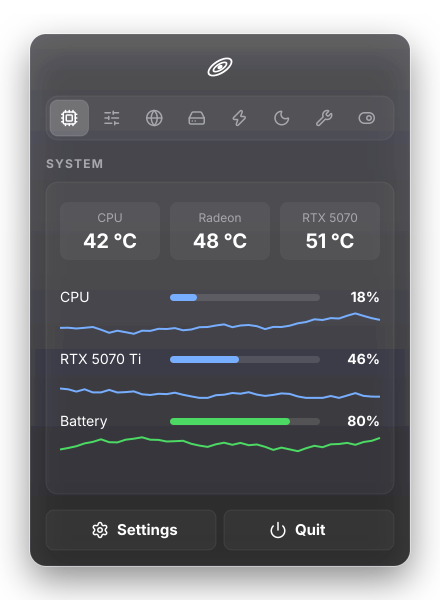 SYSTEM
CPU Radeon RTX 5070
42 °C 48 °C 51 °C
CPU 18%
RTX 5070 Ti 46%
Battery 80%
Settings Quit